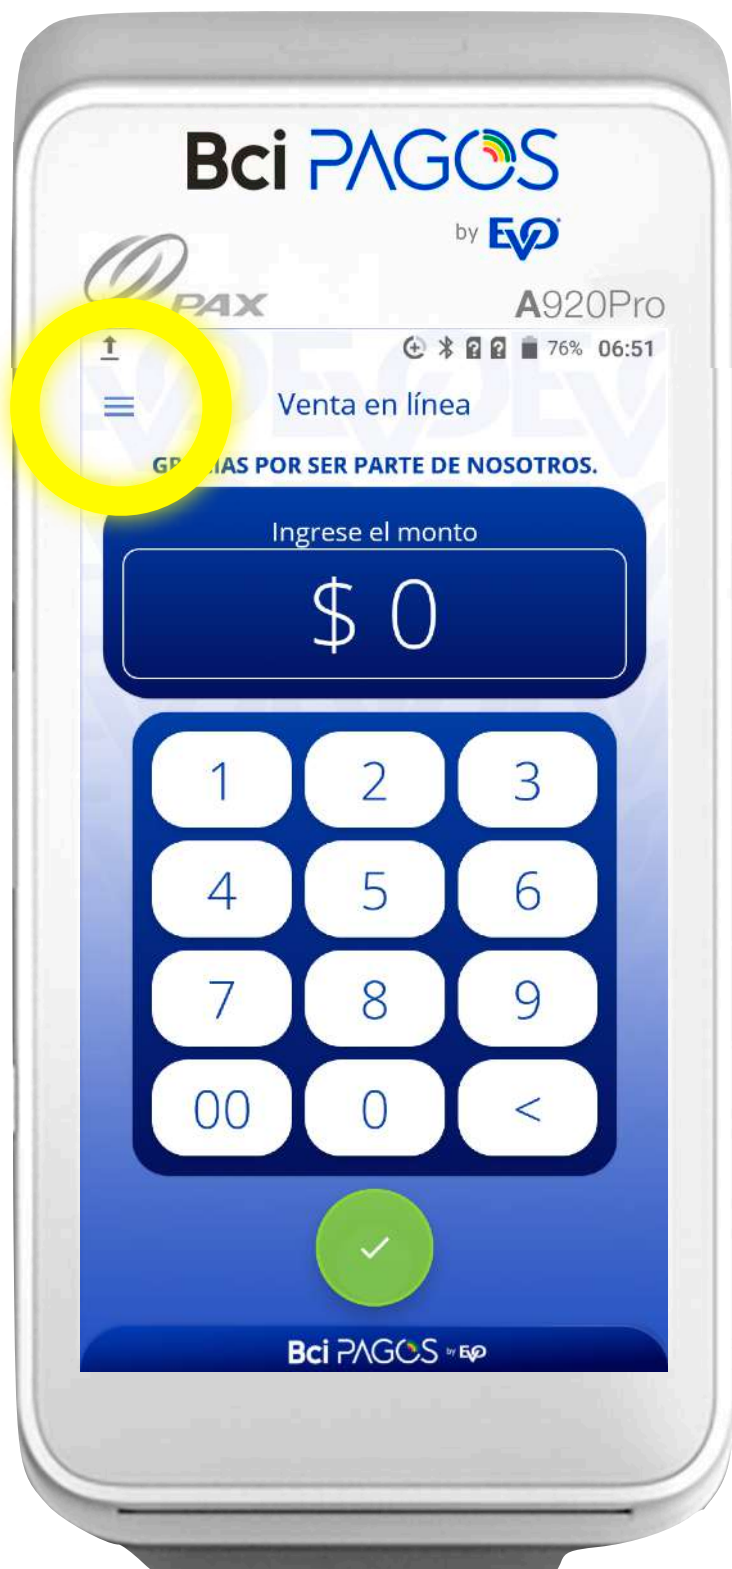 Bci PAGOS
by EVO
PAX
A920Pro
76% 06:51
Venta en línea
POR SER PARTE DE NOSOTROS.
Ingrese el monto
$ 0
1 2 3
4 5 6
7 8 9
00 0 <
Bci PAGOS by EVO